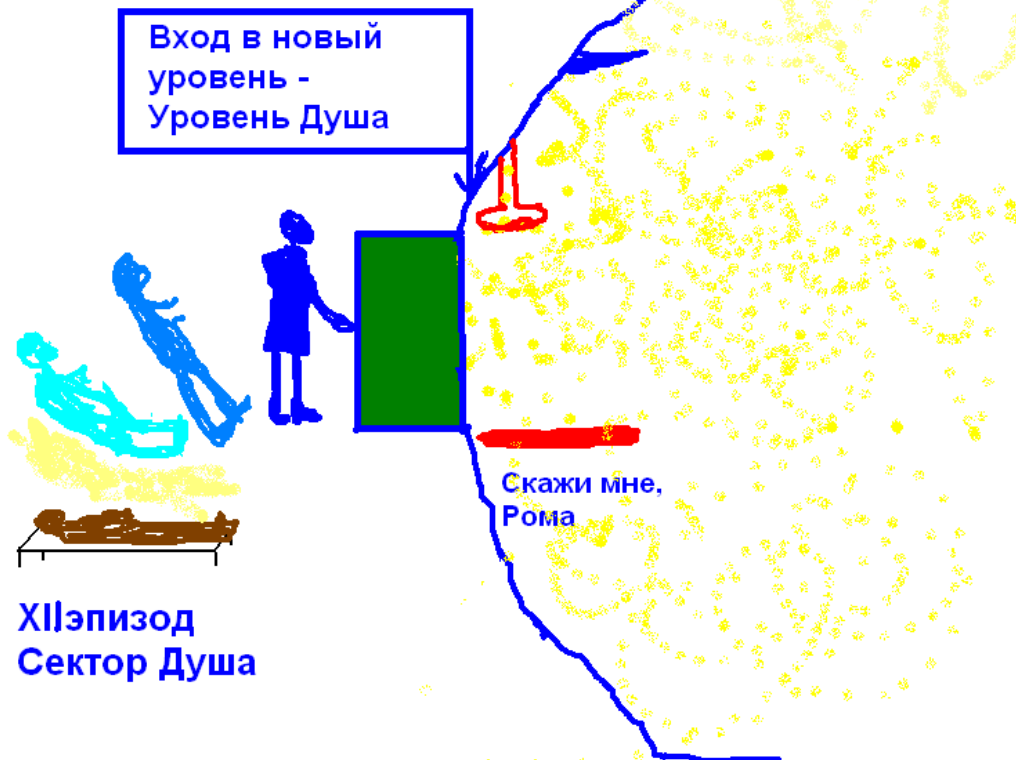 Вход в новый
уровень -
Уровень Душа
Скажи мне,
Рома
XIIэпизод
Сектор Душа